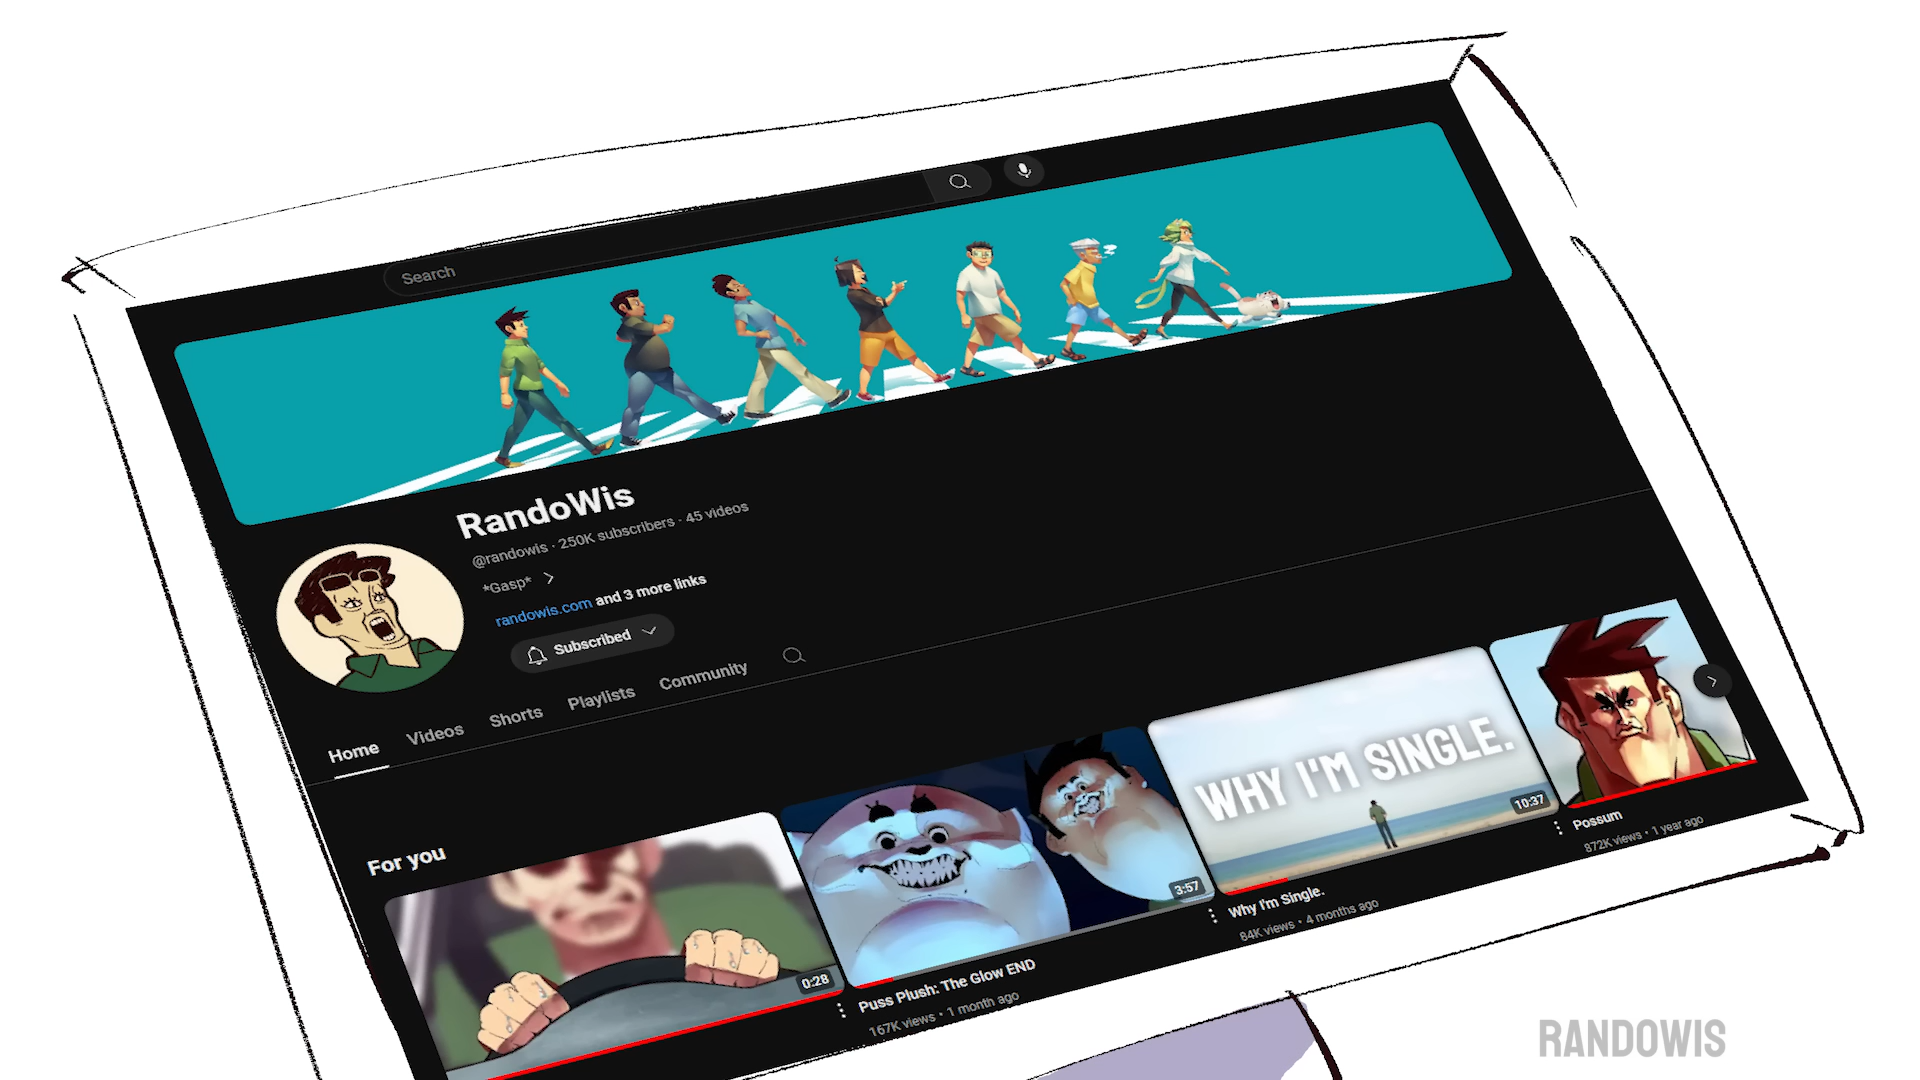 Search
RandoWis
@randowis · 250K subscribers · 45 videos
*Gasp*
randowis.com and 3 more links
Subscribed
Home Videos Shorts Playlists Community
For you
0:28
3:57
Puss Plush: The Glow END
167K views • 1 month ago
WHY I'M SINGLE.
10:37
Why I'm Single.
84K views • 4 months ago
Possum
872K views • 1 year ago
RANDOWIS